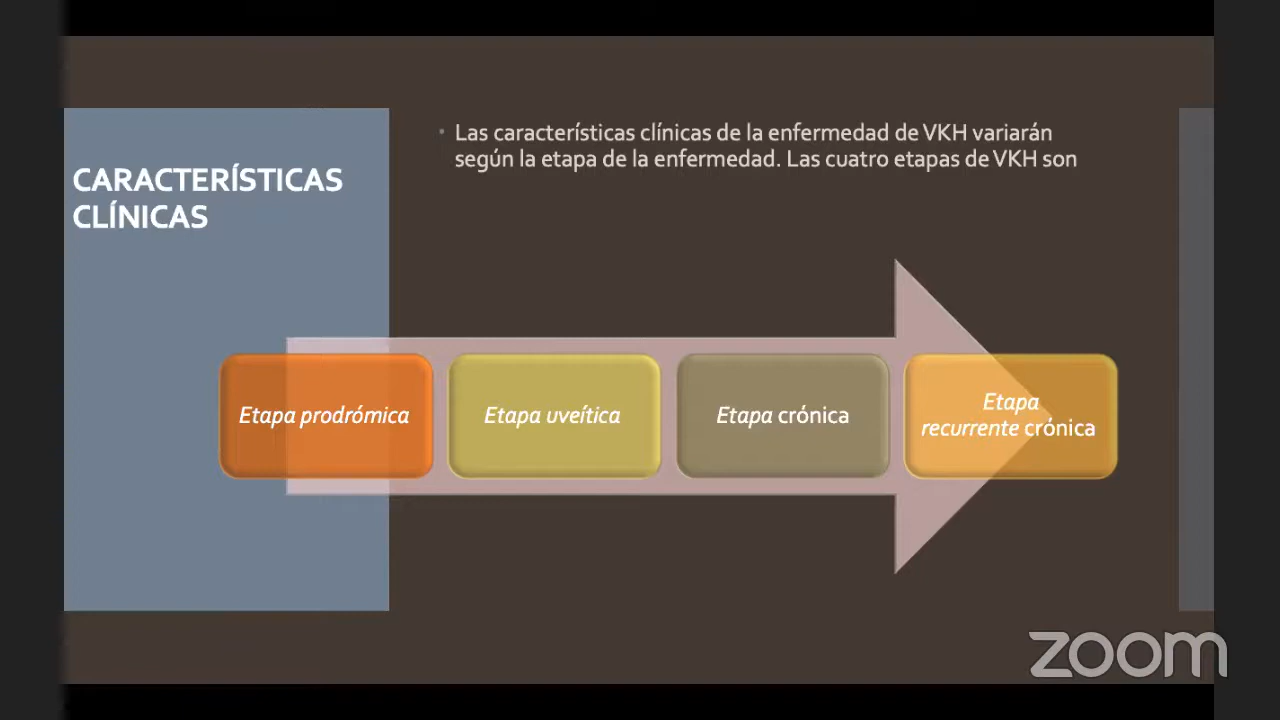 CARACTERÍSTICAS
CLÍNICAS
• Las características clínicas de la enfermedad de VKH variarán
según la etapa de la enfermedad. Las cuatro etapas de VKH son
Etapa prodrómica
Etapa uveítica
Etapa crónica
Etapa
recurrente crónica
zoom